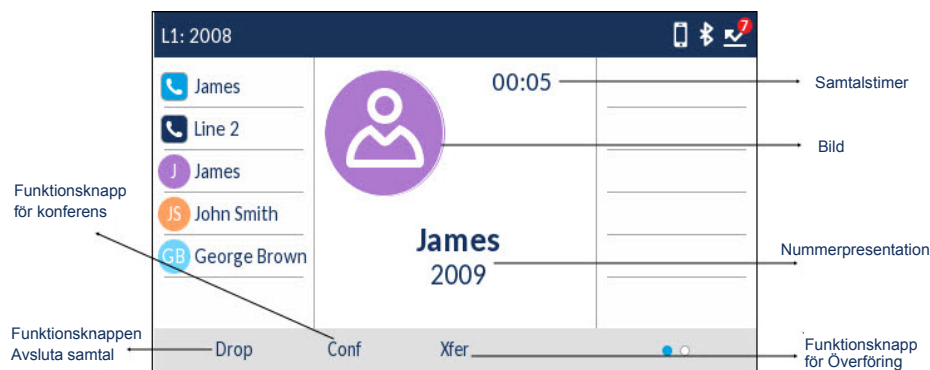 L1: 2008
7
James
Line 2
J James
JS John Smith
GB George Brown
00:05
James
2009
Drop Conf Xfer
Samtalstimer
Bild
Nummerpresentation
Funktionsknapp
för Överföring
Funktionsknapp
för konferens
Funktionsknappen
Avsluta samtal